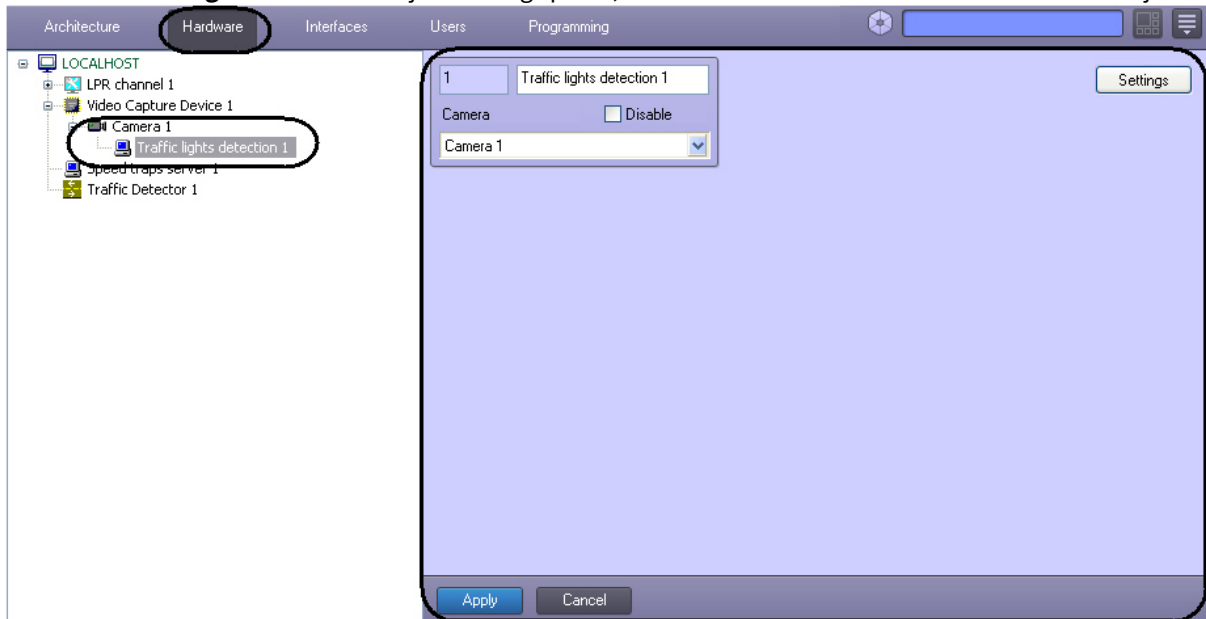 Architecture Hardware Interfaces Users Programming
LOCALHOST
LPR channel 1
Video Capture Device 1
Camera 1
Traffic lights detection 1
Speed traps server 1
Traffic Detector 1
1 Traffic lights detection 1
Settings
Camera Disable
Camera 1
Apply Cancel